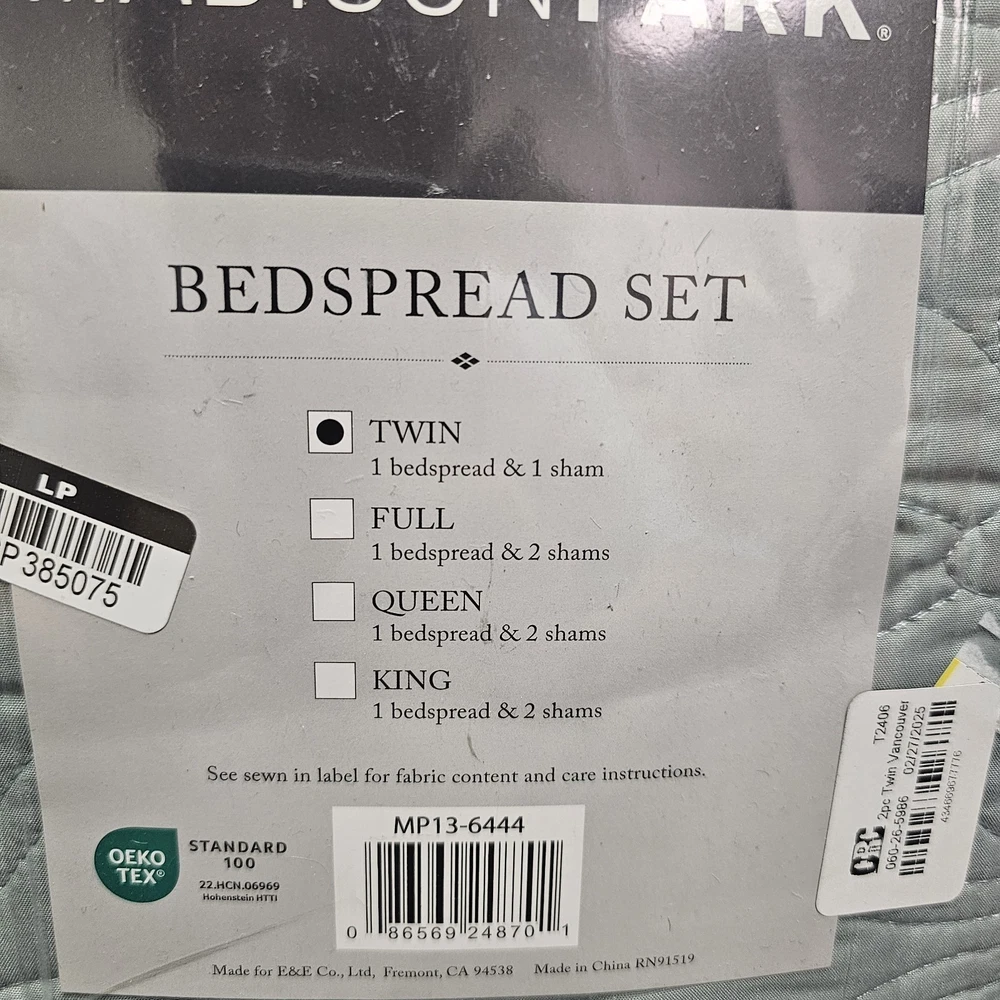 MADISONPARK®
BEDSPREAD SET
TWIN
1 bedspread & 1 sham
FULL
1 bedspread & 2 shams
QUEEN
1 bedspread & 2 shams
KING
1 bedspread & 2 shams
See sewn in label for fabric content and care instructions.
LP
P 385075
OEKO
TEX®
STANDARD
100
22.HCN.06969
Hohenstein HTTI
MP13-6444
0 86569 24870 1
Made for E&E Co., Ltd, Fremont, CA 94538 Made in China RN91519
T2406
2pc Twin Vancouver
060-26-5986 02/27/2025